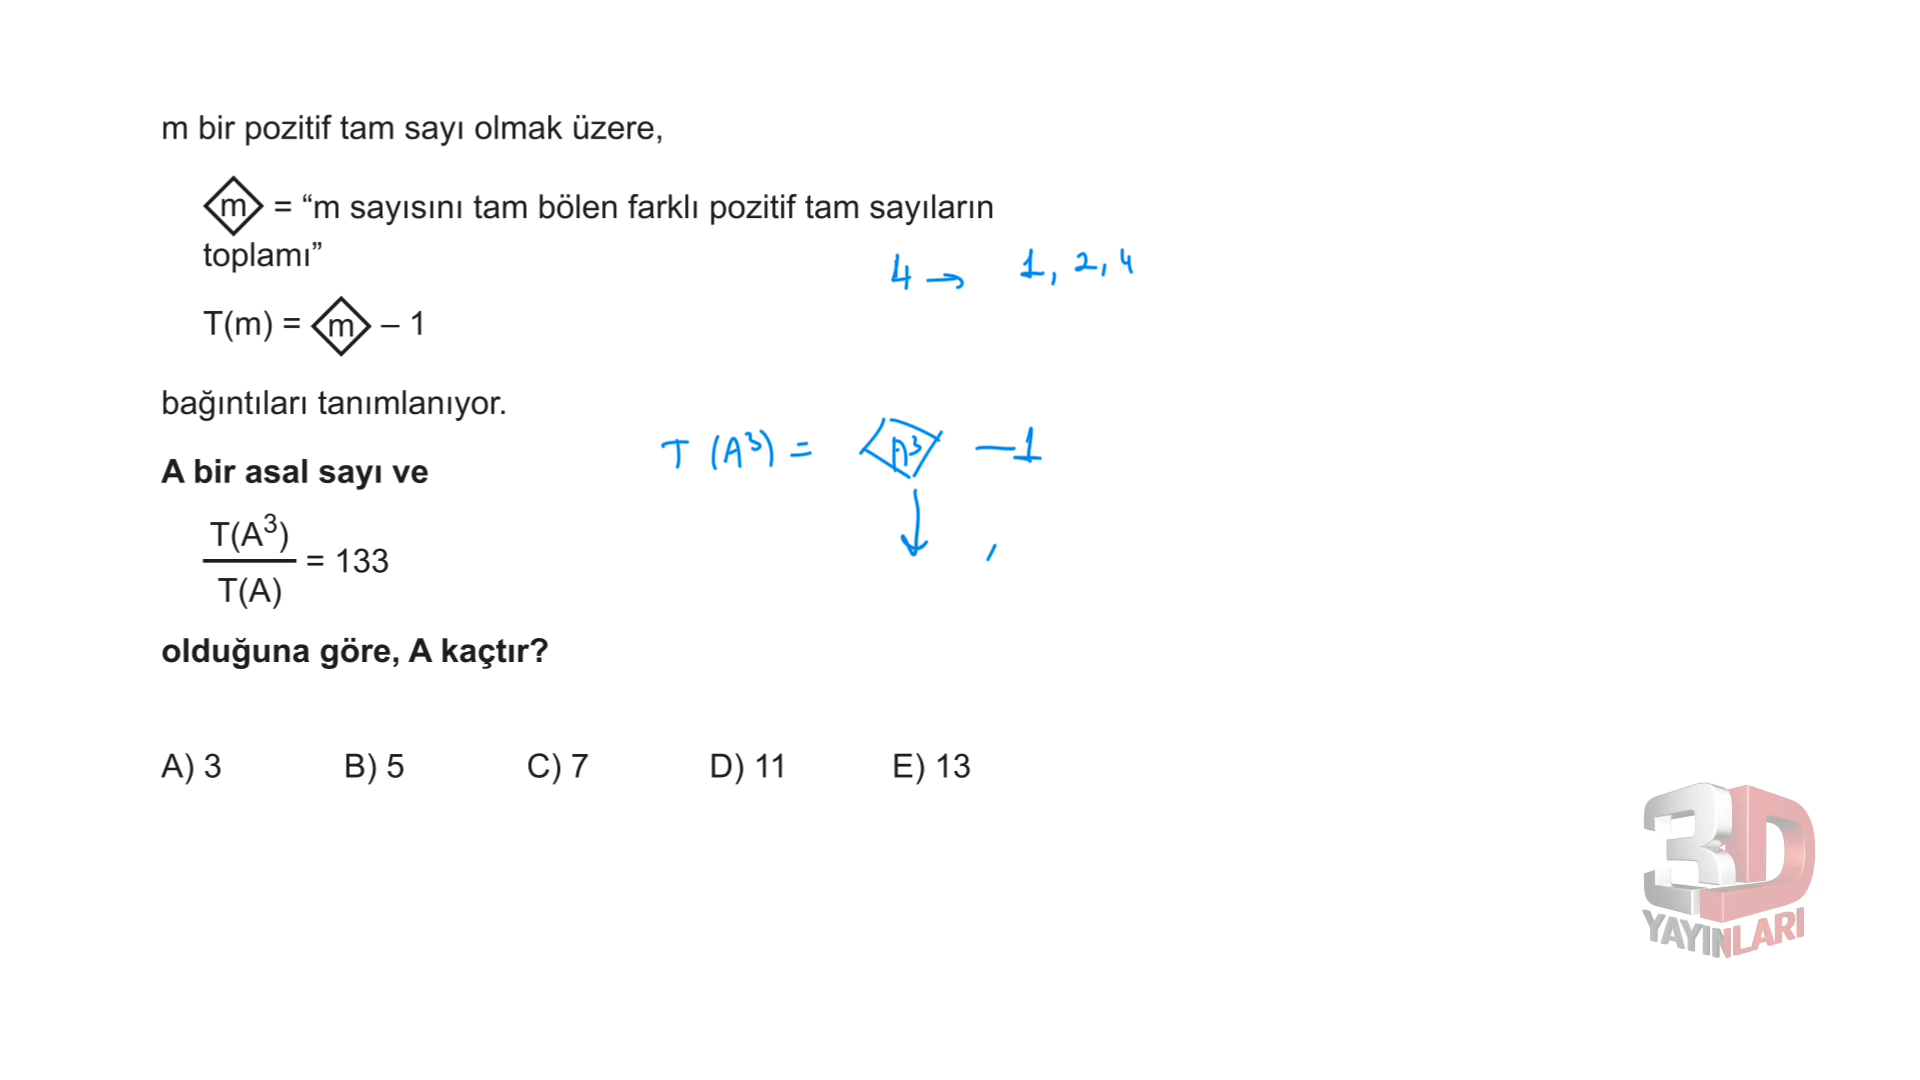 m bir pozitif tam sayı olmak üzere,
m = “m sayısını tam bölen farklı pozitif tam sayıların
toplamı”
4 → 1, 2, 4
T(m) = m – 1
bağıntıları tanımlanıyor.
T (A³) = A³ – 1
A bir asal sayı ve
T(A³)
T(A)
= 133
olduğuna göre, A kaçtır?
A) 3 B) 5 C) 7 D) 11 E) 13
3D
YAYINLARI